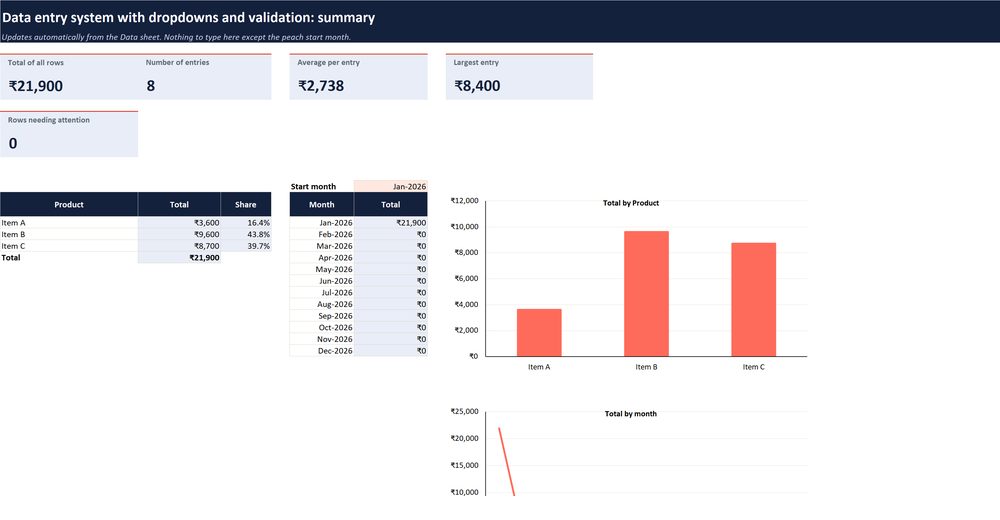 Data entry system with dropdowns and validation: summary
Updates automatically from the Data sheet. Nothing to type here except the peach start month.
Total of all rows Number of entries Average per entry Largest entry
₹21,900 8 ₹2,738 ₹8,400
Rows needing attention
0
Product Total Share
Item A ₹3,600 16.4%
Item B ₹9,600 43.8%
Item C ₹8,700 39.7%
Total ₹21,900
Start month Jan-2026
Month Total
Jan-2026 ₹21,900
Feb-2026 ₹0
Mar-2026 ₹0
Apr-2026 ₹0
May-2026 ₹0
Jun-2026 ₹0
Jul-2026 ₹0
Aug-2026 ₹0
Sep-2026 ₹0
Oct-2026 ₹0
Nov-2026 ₹0
Dec-2026 ₹0
Total by Product
₹12,000
₹10,000
₹8,000
₹6,000
₹4,000
₹2,000
₹0
Item A Item B Item C
Total by month
₹25,000
₹20,000
₹15,000
₹10,000